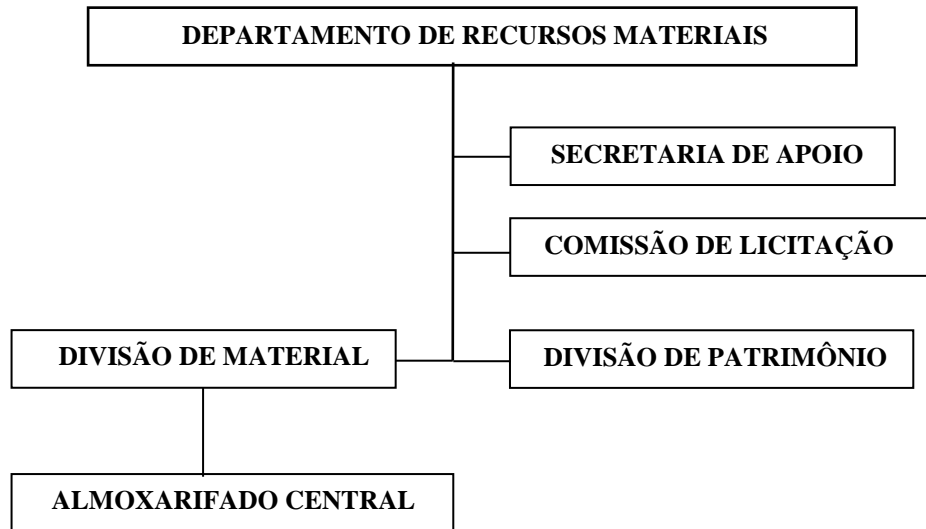 DEPARTAMENTO DE RECURSOS MATERIAIS
SECRETARIA DE APOIO
COMISSÃO DE LICITAÇÃO
DIVISÃO DE MATERIAL
DIVISÃO DE PATRIMÔNIO
ALMOXARIFADO CENTRAL